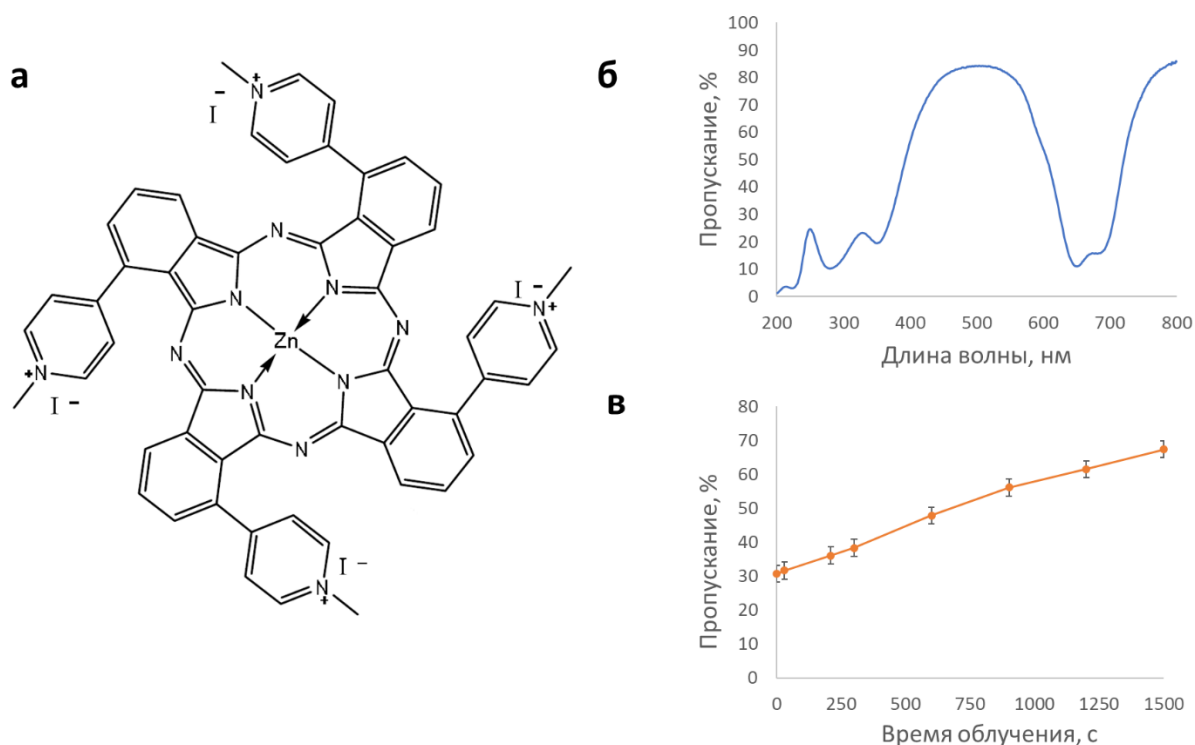 а
N
+
I −
N
N
N
+
I −
N
N
Zn
N
N
N
+
I −
N
N
N
+
I −
б
Пропускание, %
100
90
80
70
60
50
40
30
20
10
0
200 300 400 500 600 700 800
Длина волны, нм
в
Пропускание, %
80
70
60
50
40
30
20
10
0
0 250 500 750 1000 1250 1500
Время облучения, с